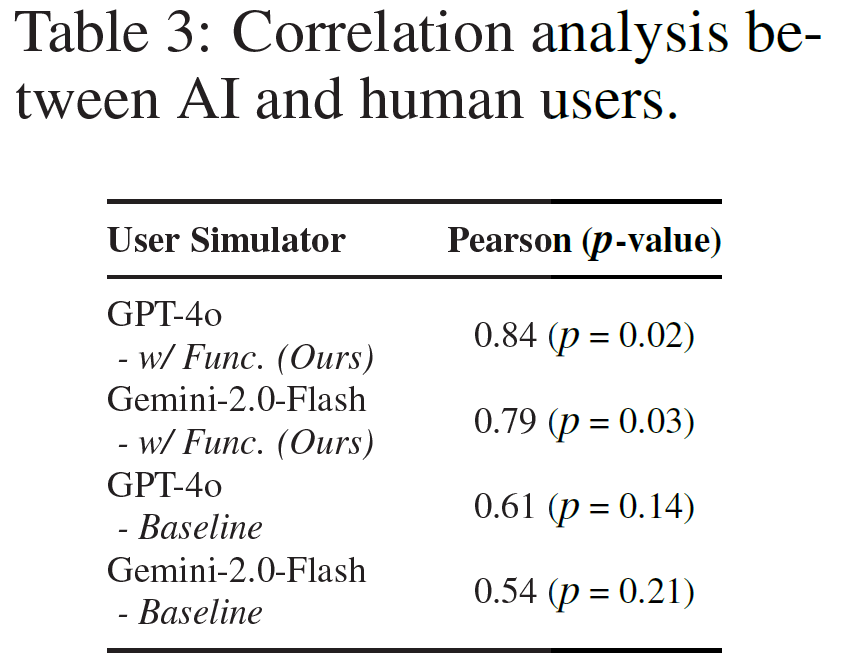 Table 3: Correlation analysis be-
tween AI and human users.
User Simulator Pearson (p-value)
GPT-4o
- w/ Func. (Ours)
0.84 (p = 0.02)
Gemini-2.0-Flash
- w/ Func. (Ours)
0.79 (p = 0.03)
GPT-4o
- Baseline
0.61 (p = 0.14)
Gemini-2.0-Flash
- Baseline
0.54 (p = 0.21)